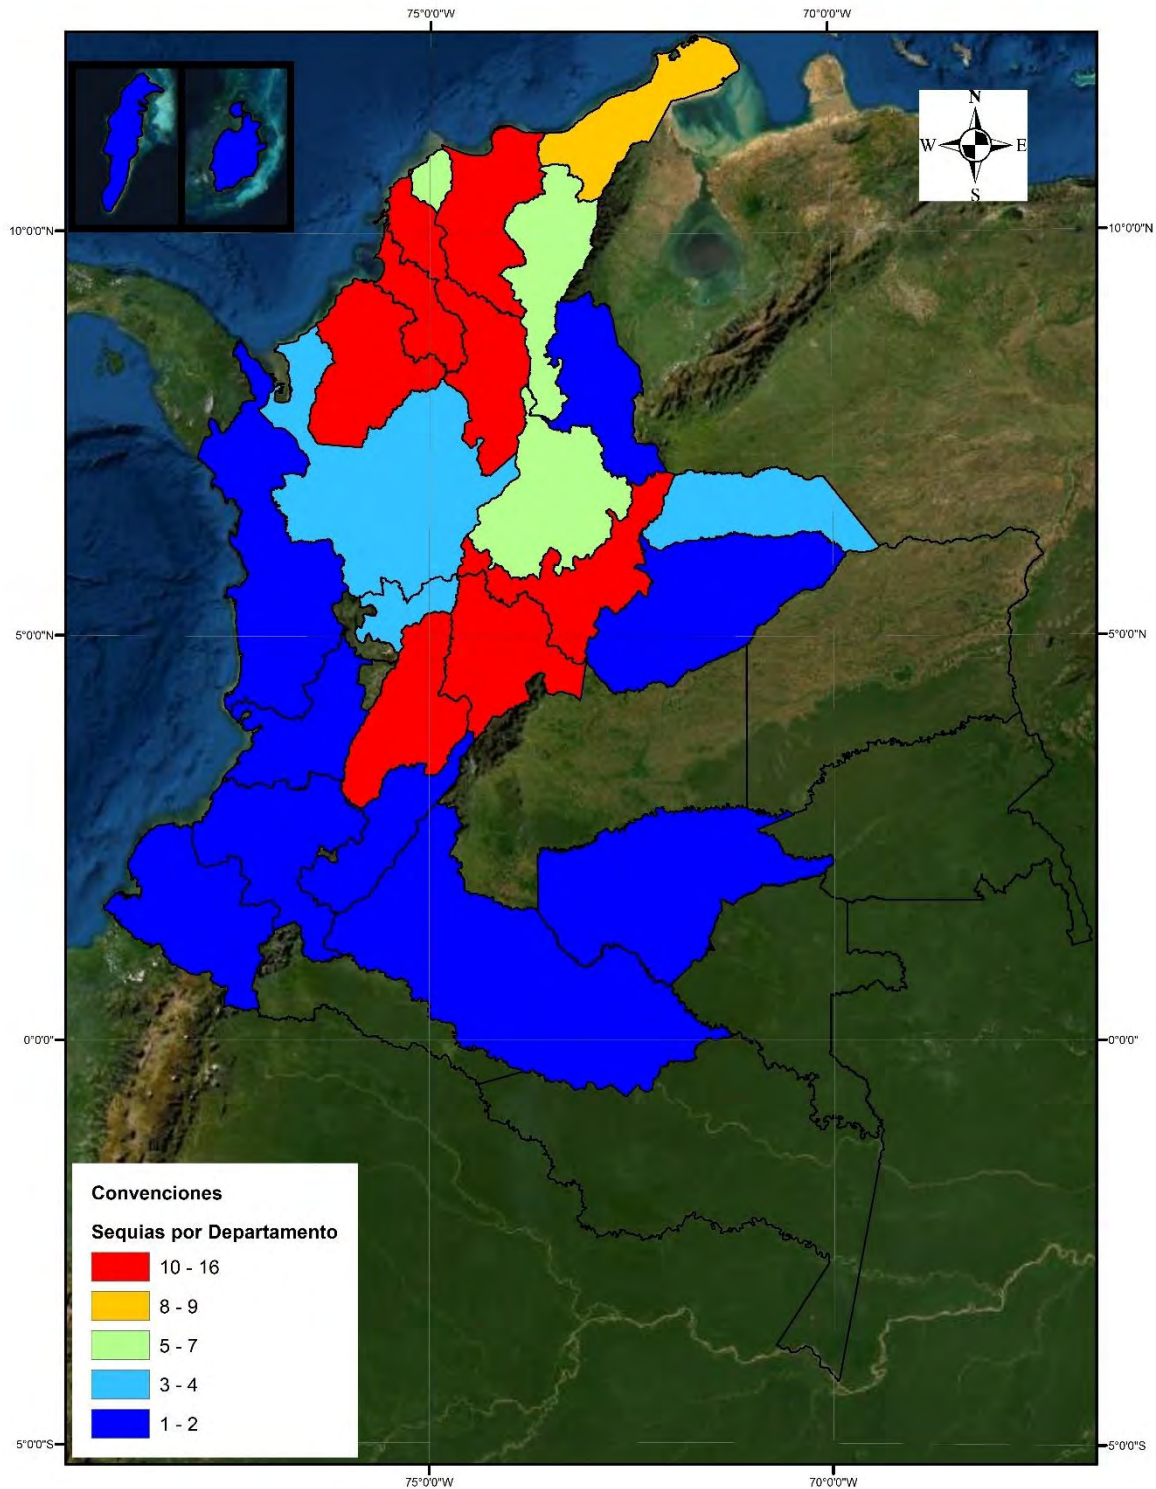 75°0'0"W
70°0'0"W
N
W
E
S
10°0'0"N
10°0'0"N
5°0'0"N
5°0'0"N
0°0'0"
0°0'0"
Convenciones
Sequias por Departamento
10 - 16
8 - 9
5 - 7
3 - 4
1 - 2
5°0'0"S
5°0'0"S
75°0'0"W
70°0'0"W